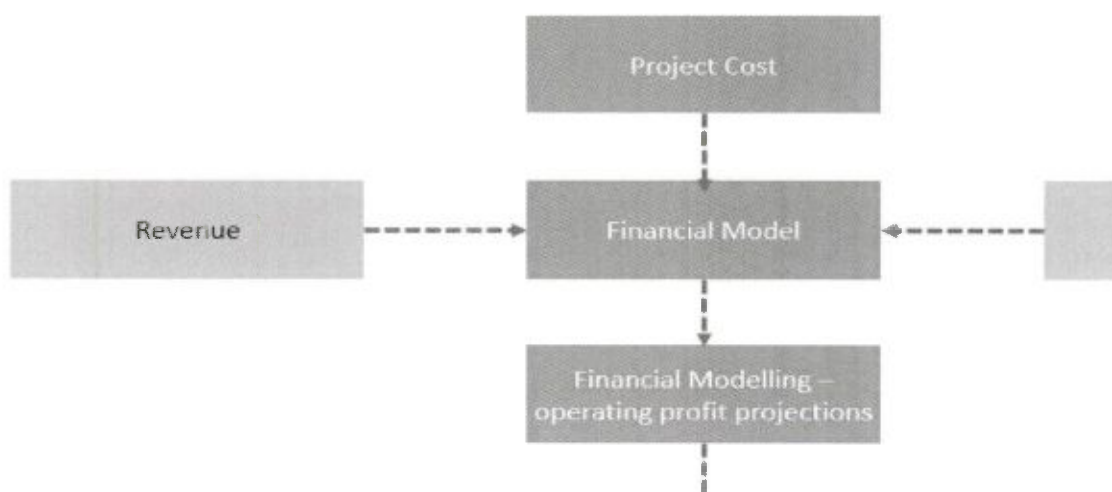 Project Cost
Revenue
Financial Model
Financial Modelling –
operating profit projections